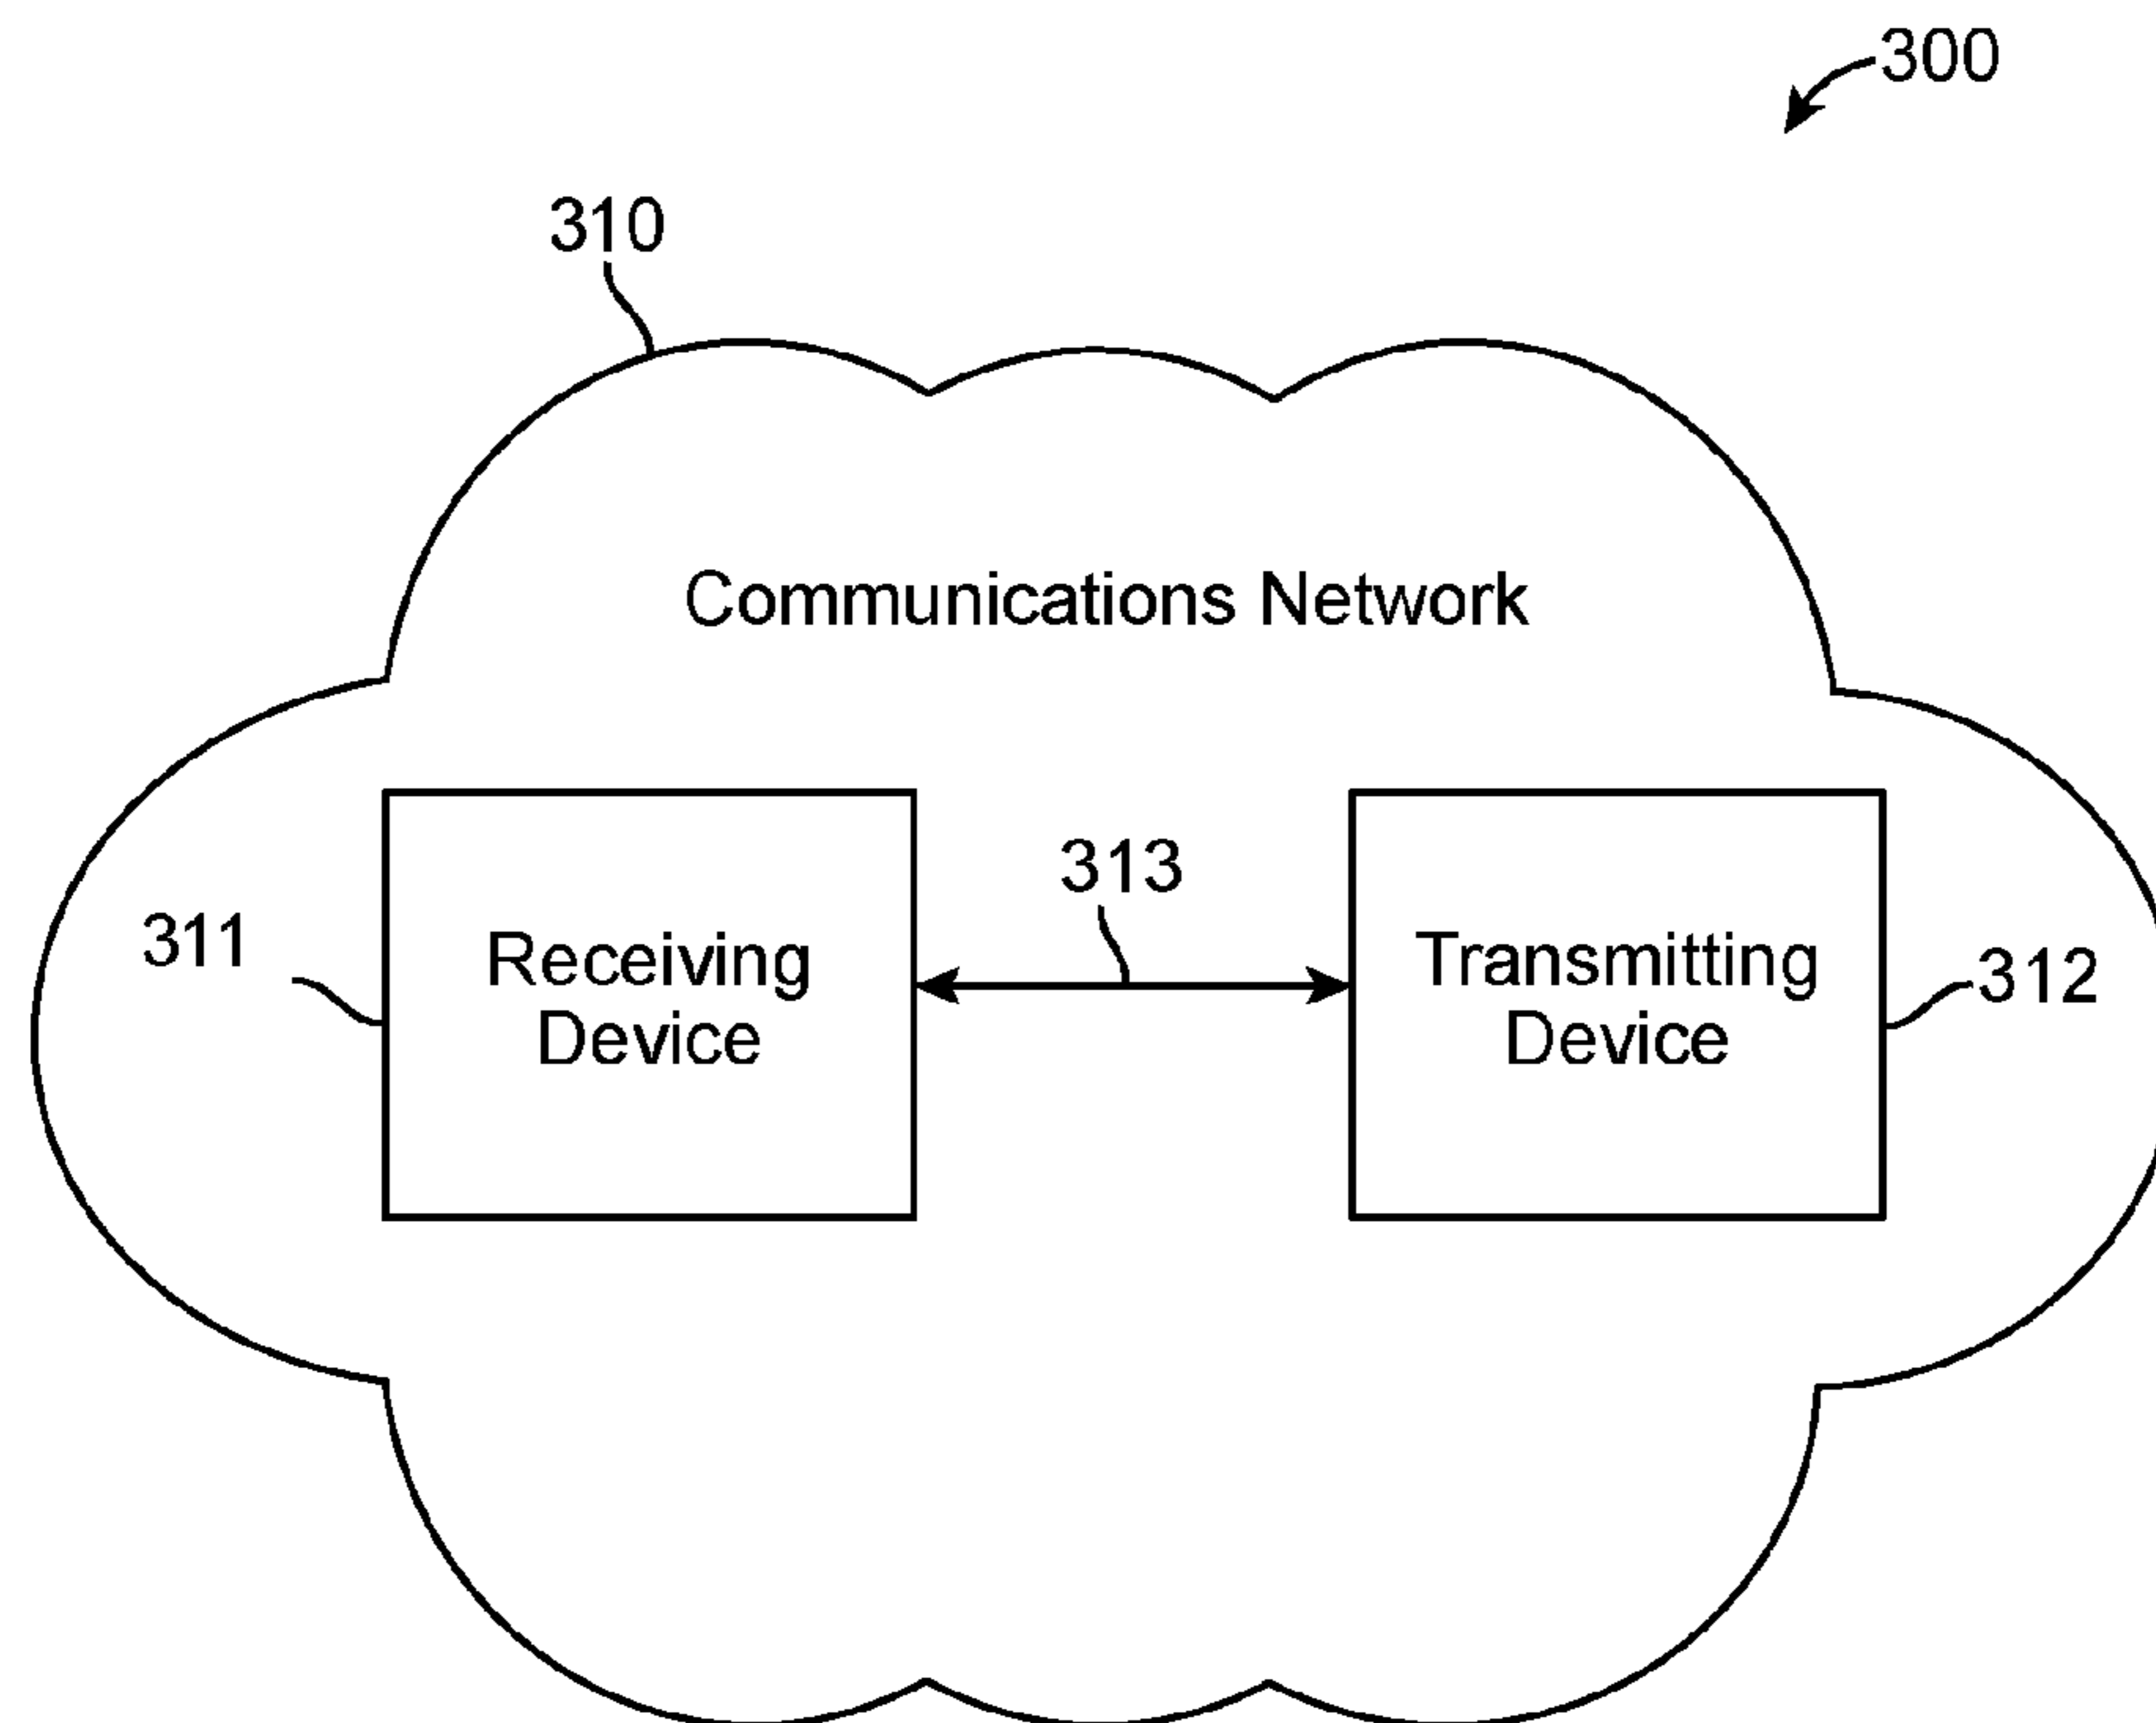 300
310
Communications Network
313
311
Receiving
Device
Transmitting
Device
312